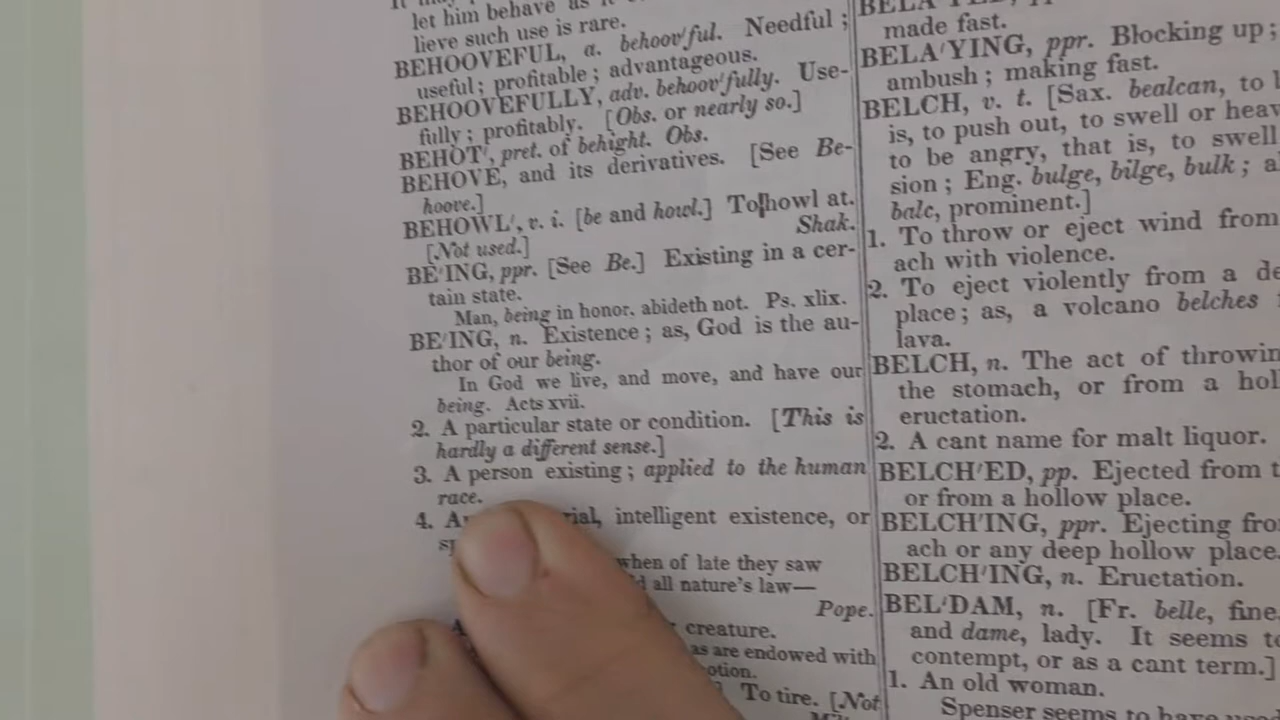 let him behave as it
lieve such use is rare.
BEHOOVEFUL, a. behoov'ful. Needful;
useful; profitable; advantageous.
BEHOOVEFULLY, adv. behoov'fully. Use-
fully; profitably. [Obs. or nearly so.]
BEHOT', pret. of behight. Obs.
BEHOVE, and its derivatives. [See Be-
hoove.]
BEHOWL', v. i. [be and howl.] To howl at.
[Not used.] Shak.
BE'ING, ppr. [See Be.] Existing in a cer-
tain state.
Man, being in honor, abideth not. Ps. xlix.
BE'ING, n. Existence; as, God is the au-
thor of our being.
In God we live, and move, and have our
being. Acts xvii.
2. A particular state or condition. [This is
hardly a different sense.]
3. A person existing; applied to the human
race.
4. intelligent existence, or
when of late they saw
all nature's law—
Pope.
creature.
as are endowed with
To tire. [Not
made fast.
BELA'YING, ppr. Blocking up;
ambush; making fast.
BELCH, v. t. [Sax. bealcan, to
is, to push out, to swell or
to be angry, that is, to swell
sion; Eng. bulge, bilge, bulk;
balc, prominent.]
1. To throw or eject wind from
ach with violence.
2. To eject violently from a
place; as, a volcano belches
lava.
BELCH, n. The act of
the stomach, or from a
eructation.
2. A cant name for malt liquor.
BELCH'ED, pp. Ejected from
or from a hollow place.
BELCH'ING, ppr. Ejecting
ach or any deep hollow place.
BELCH'ING, n. Eructation.
BEL'DAM, n. [Fr. belle, fine,
and dame, lady. It seems
contempt, or as a cant term.]
1. An old woman.
Spenser seems to have